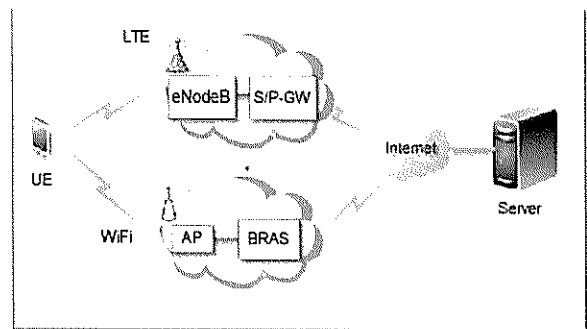 LTE
eNodeB
S/P-GW
Internet
UE
Server
WiFi
AP
BRAS